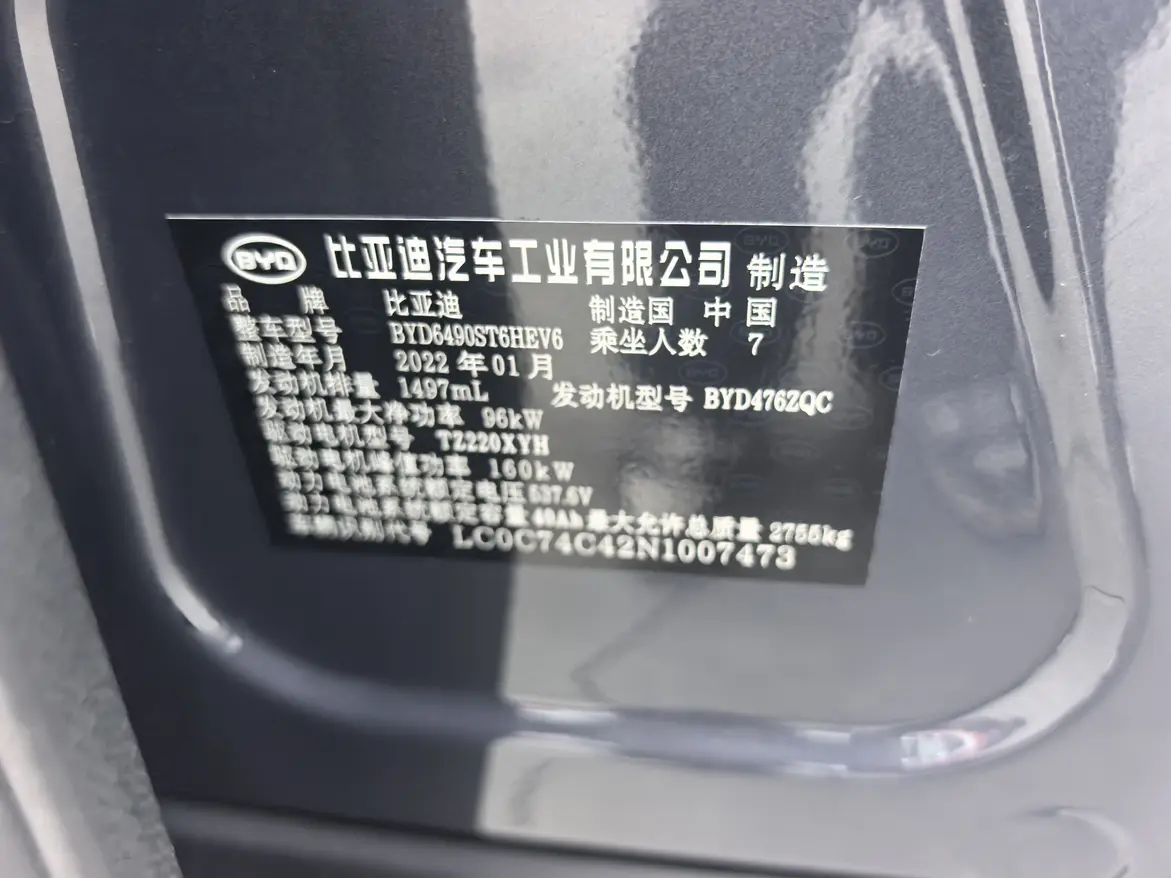 BYD 比亚迪汽车工业有限公司 制造
品牌 比亚迪 制造国 中国
整车型号 BYD6490ST6HEV6 乘坐人数 7
制造年月 2022年01月
发动机排量 1497mL 发动机型号 BYD476ZQC
发动机最大净功率 96kW
驱动电机型号 TZ220XYH
驱动电机峰值功率 160kW
动力电池系统额定电压 537.6V
动力电池系统额定容量 40Ah 最大允许总质量 2755kg
车辆识别代号 LC0C74C42N1007473